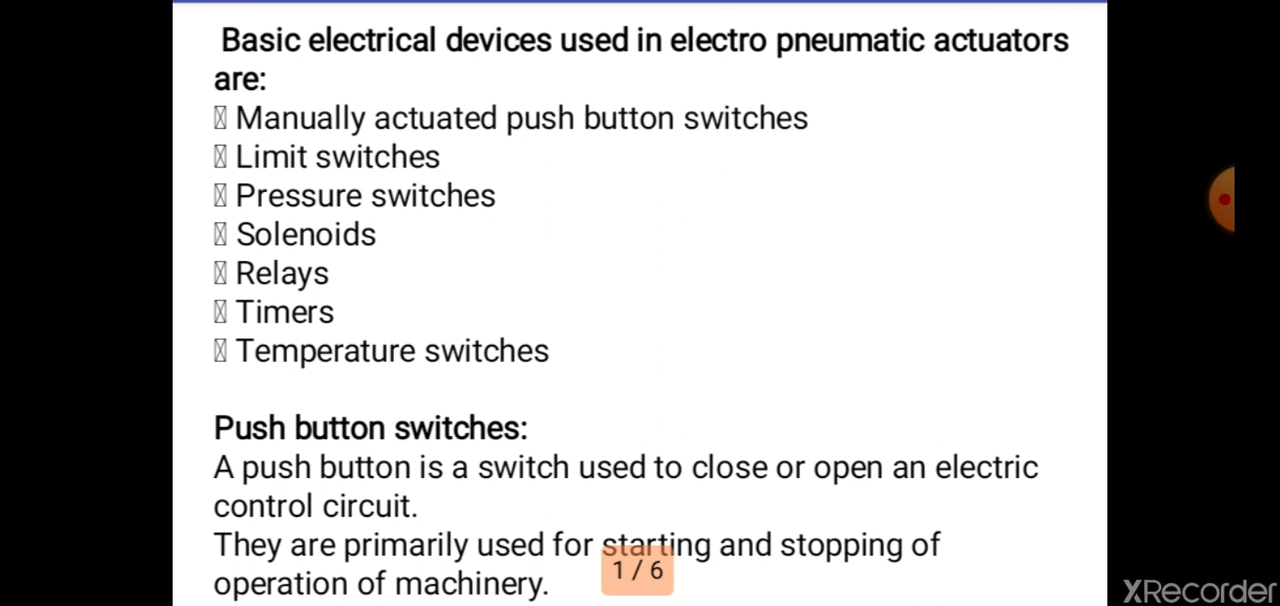 Basic electrical devices used in electro pneumatic actuators
are:
Manually actuated push button switches
Limit switches
Pressure switches
Solenoids
Relays
Timers
Temperature switches
Push button switches:
A push button is a switch used to close or open an electric
control circuit.
They are primarily used for starting and stopping of
operation of machinery.
1 / 6
XRecorder